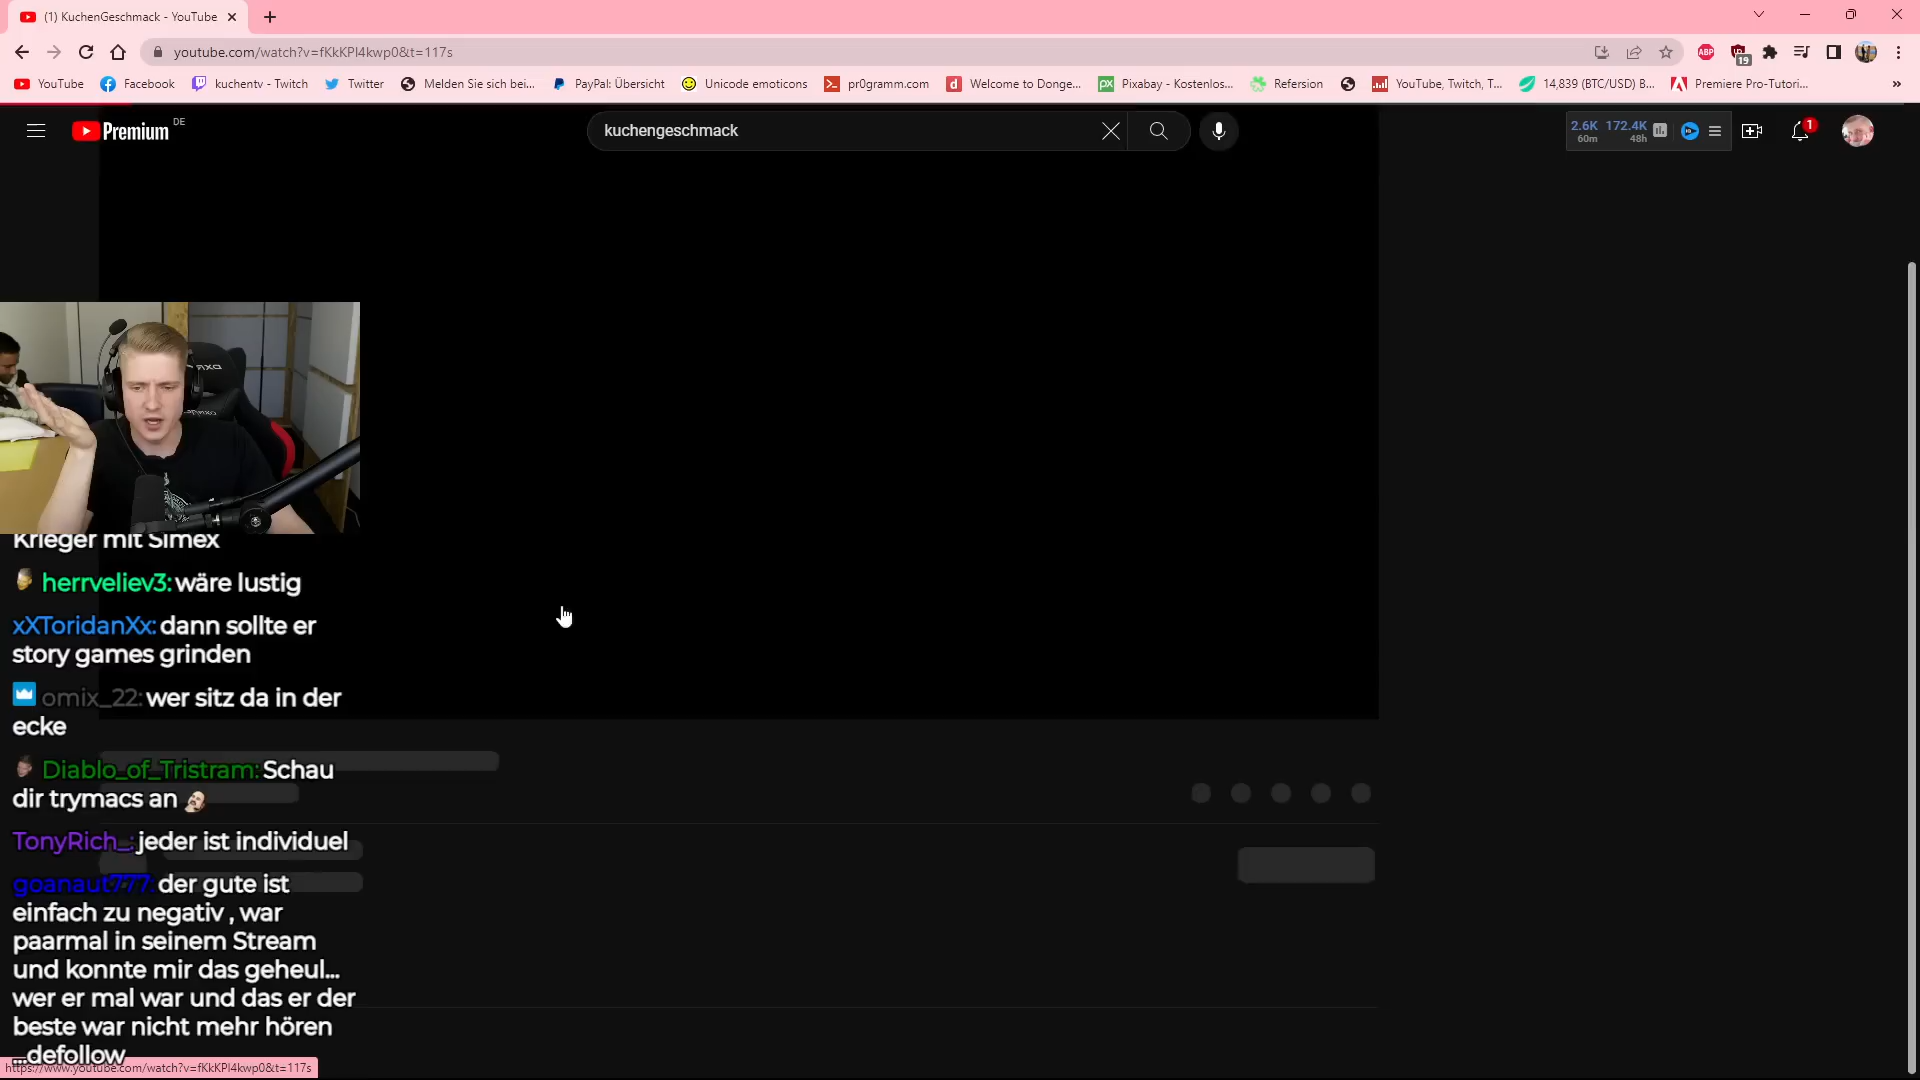 (1) KuchenGeschmack - YouTube
youtube.com/watch?v=fKkKPl4kwp0&t=117s
ABP
19
YouTube
Facebook
kuchentv - Twitch
Twitter
Melden Sie sich bei...
PayPal: Übersicht
Unicode emoticons
pr0gramm.com
Welcome to Donge...
Pixabay - Kostenlos...
Refersion
YouTube, Twitch, T...
14,839 (BTC/USD) B...
Premiere Pro-Tutori...
»
Premium DE
kuchengeschmack
2.6K 172.4K
60m 48h
1
Krieger mit Simex
herrveliev3: wäre lustig
xXToridanXx: dann sollte er
story games grinden
omix_22: wer sitz da in der
ecke
Diablo_of_Tristram: Schau
dir trymacs an
TonyRich_: jeder ist individuel
goanaut777: der gute ist
einfach zu negativ , war
paarmal in seinem Stream
und konnte mir das geheul...
wer er mal war und das er der
beste war nicht mehr hören
...defollow
https://www.youtube.com/watch?v=fKkKPl4kwp0&t=117s